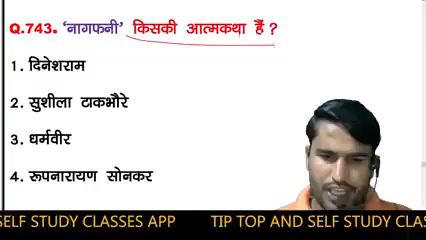 Q.743. ‘नागफनी’ किसकी आत्मकथा हैं ?
1. दिनेशराम
2. सुशीला टाकभौरे
3. धर्मवीर
4. रूपनारायण सोनकर
SELF STUDY CLASSES APP TIP TOP AND SELF STUDY CLAS